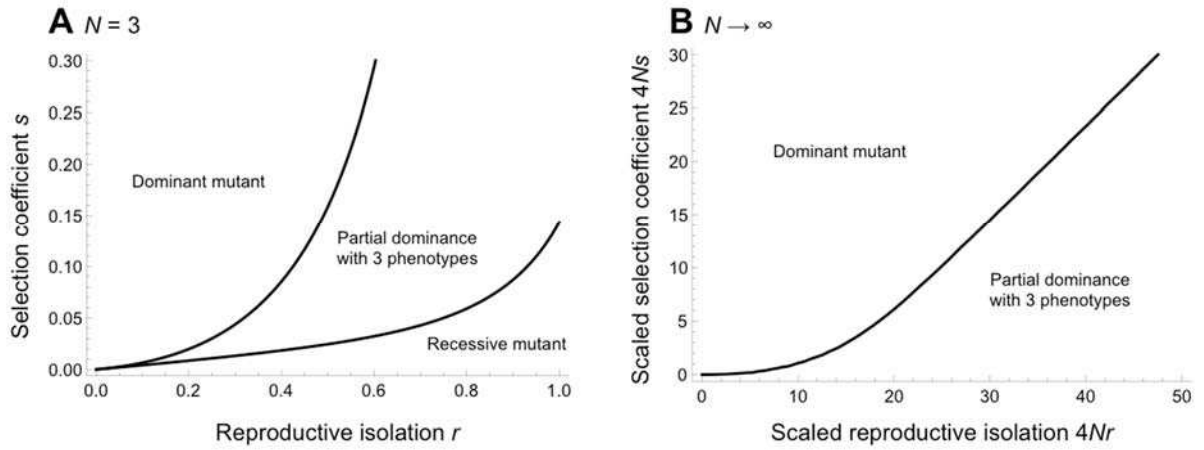 A N = 3
0.30
0.25
0.20
0.15
0.10
0.05
0.00
Selection coefficient s
Dominant mutant
Partial dominance
with 3 phenotypes
Recessive mutant
0.0 0.2 0.4 0.6 0.8 1.0
Reproductive isolation r
B N → ∞
30
20
15
10
5
0
Scaled selection coefficient 4Ns
Dominant mutant
Partial dominance
with 3 phenotypes
0 10 20 30 40 50
Scaled reproductive isolation 4Nr